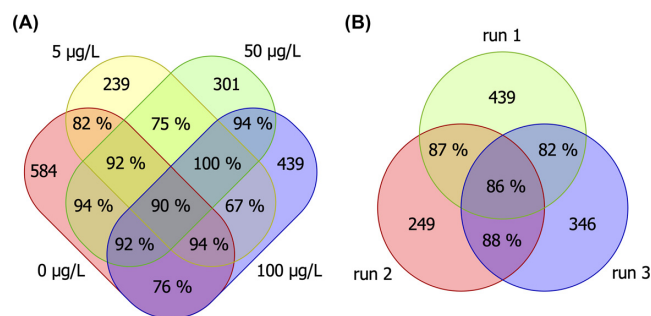 (A)
5 µg/L
50 µg/L
239
301
82 %
75 %
94 %
584
92 %
100 %
439
94 %
90 %
67 %
92 %
94 %
0 µg/L
76 %
100 µg/L
(B)
run 1
439
87 %
82 %
86 %
249
88 %
346
run 2
run 3